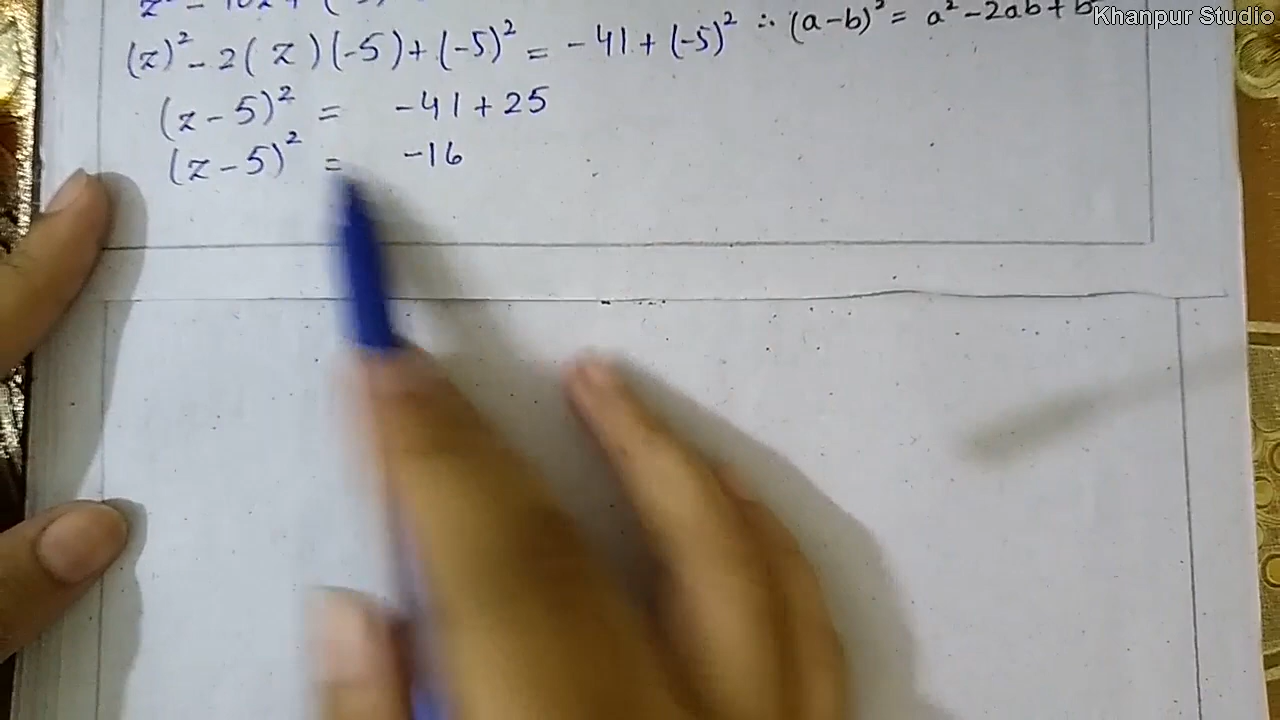 Khanpur Studio
(z)² - 2(z)(-5) + (-5)² = -41 + (-5)² ∴ (a-b)² = a² - 2ab + b
(z - 5)² = -41 + 25
(z - 5)² = -16